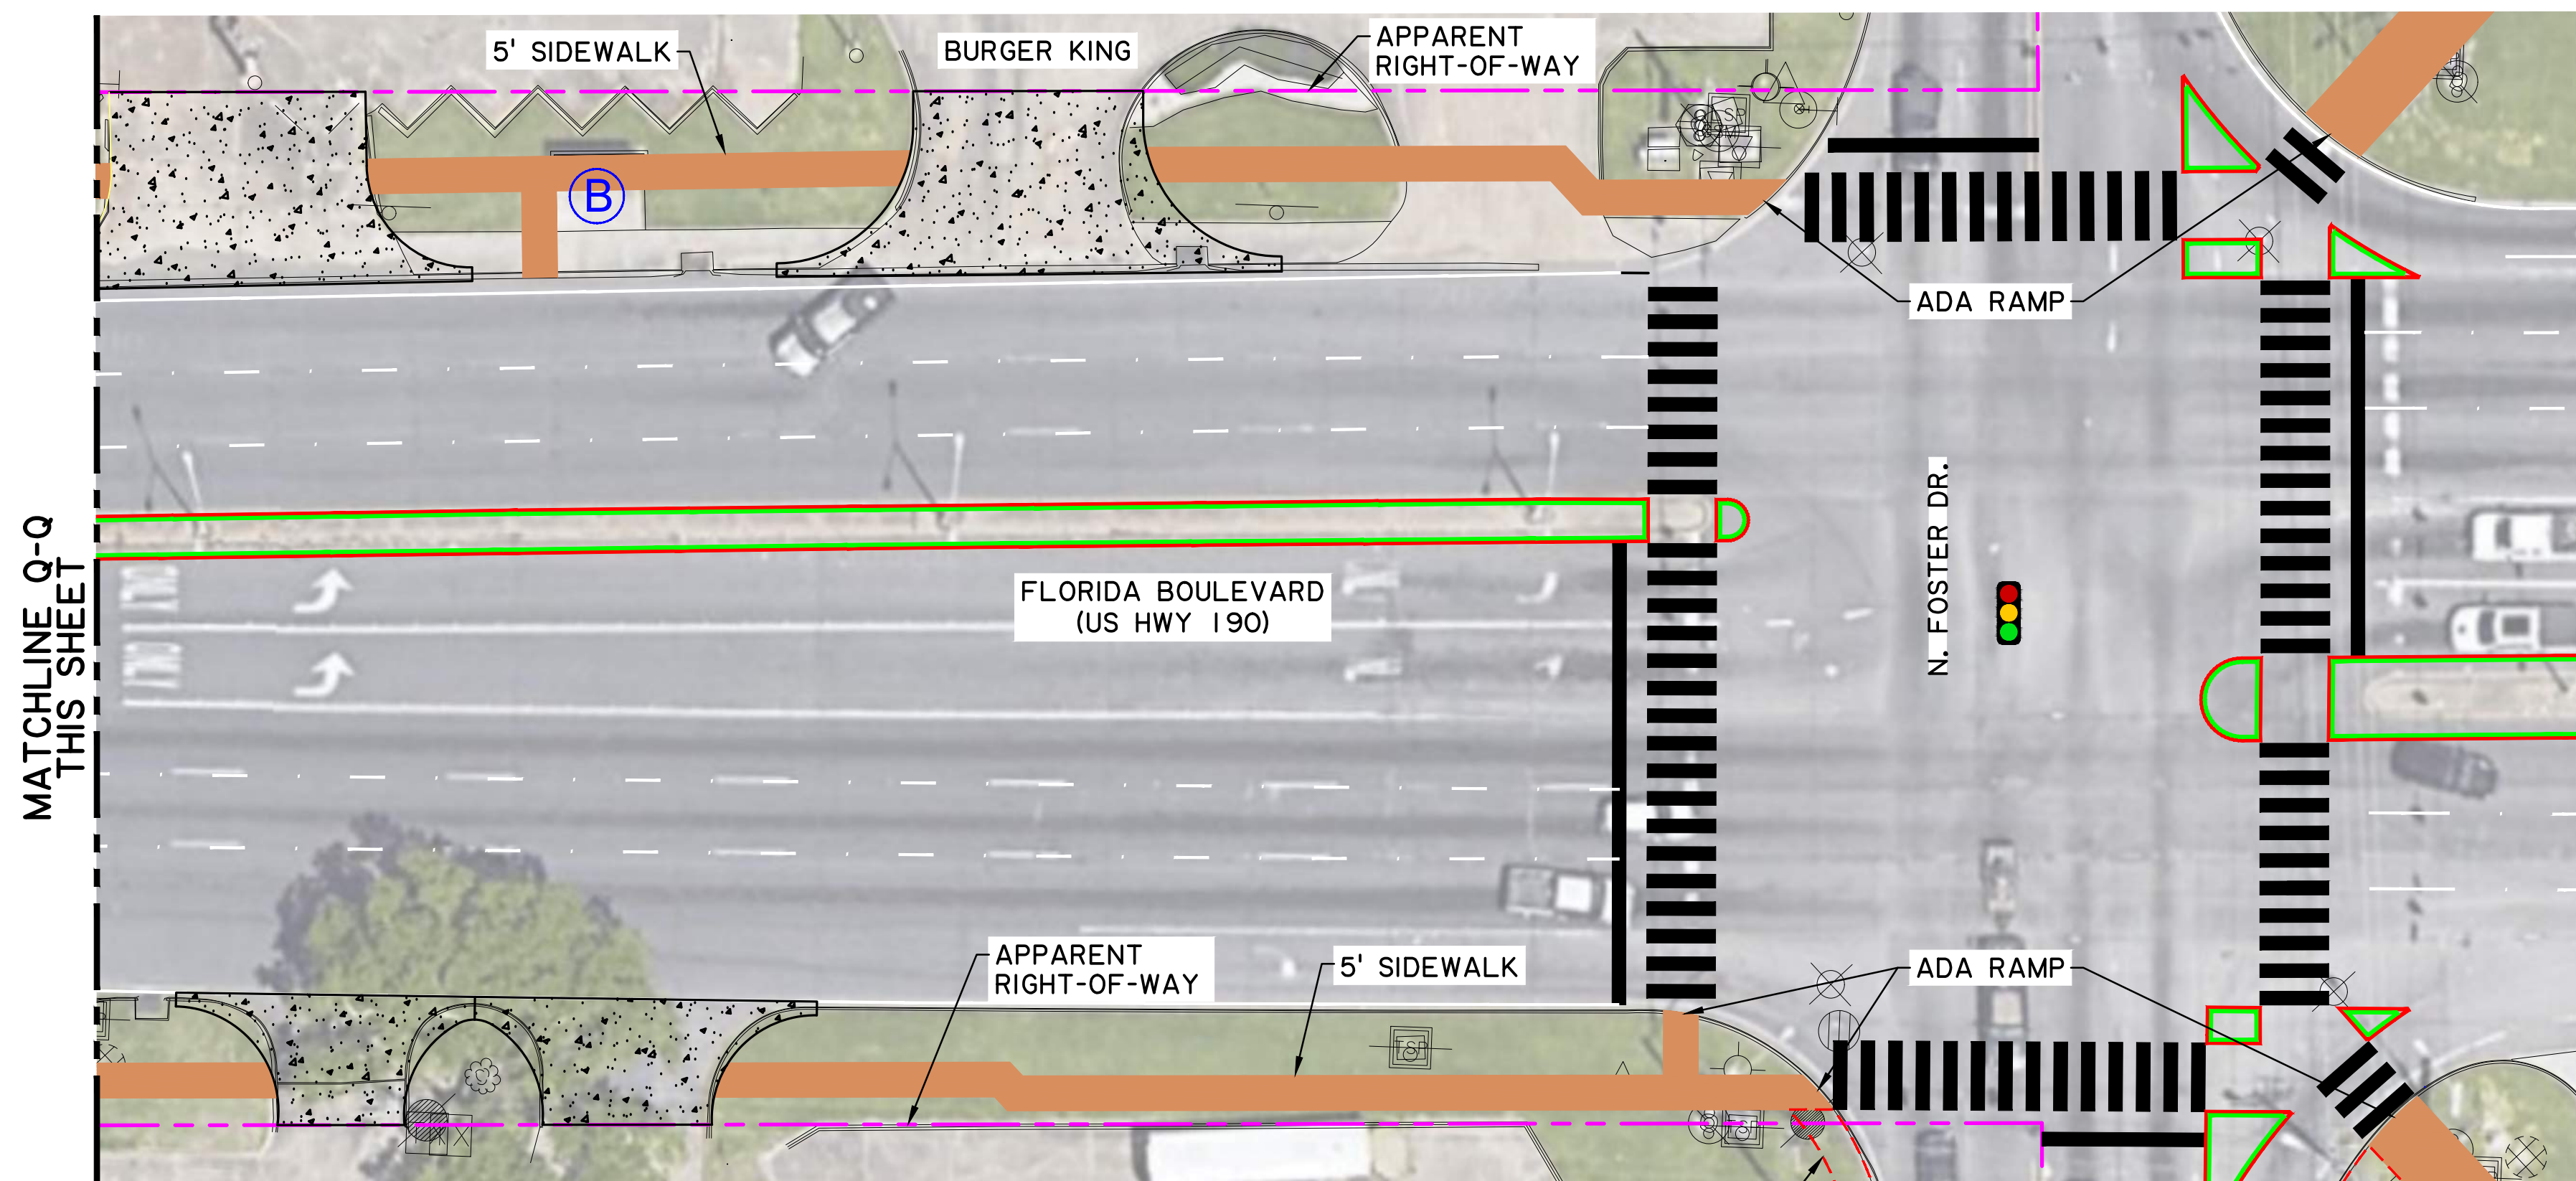 5' SIDEWALK
BURGER KING
APPARENT
RIGHT-OF-WAY
B
ADA RAMP
MATCHLINE Q-Q
THIS SHEET
FLORIDA BOULEVARD
(US HWY 190)
N. FOSTER DR.
APPARENT
RIGHT-OF-WAY
5' SIDEWALK
ADA RAMP